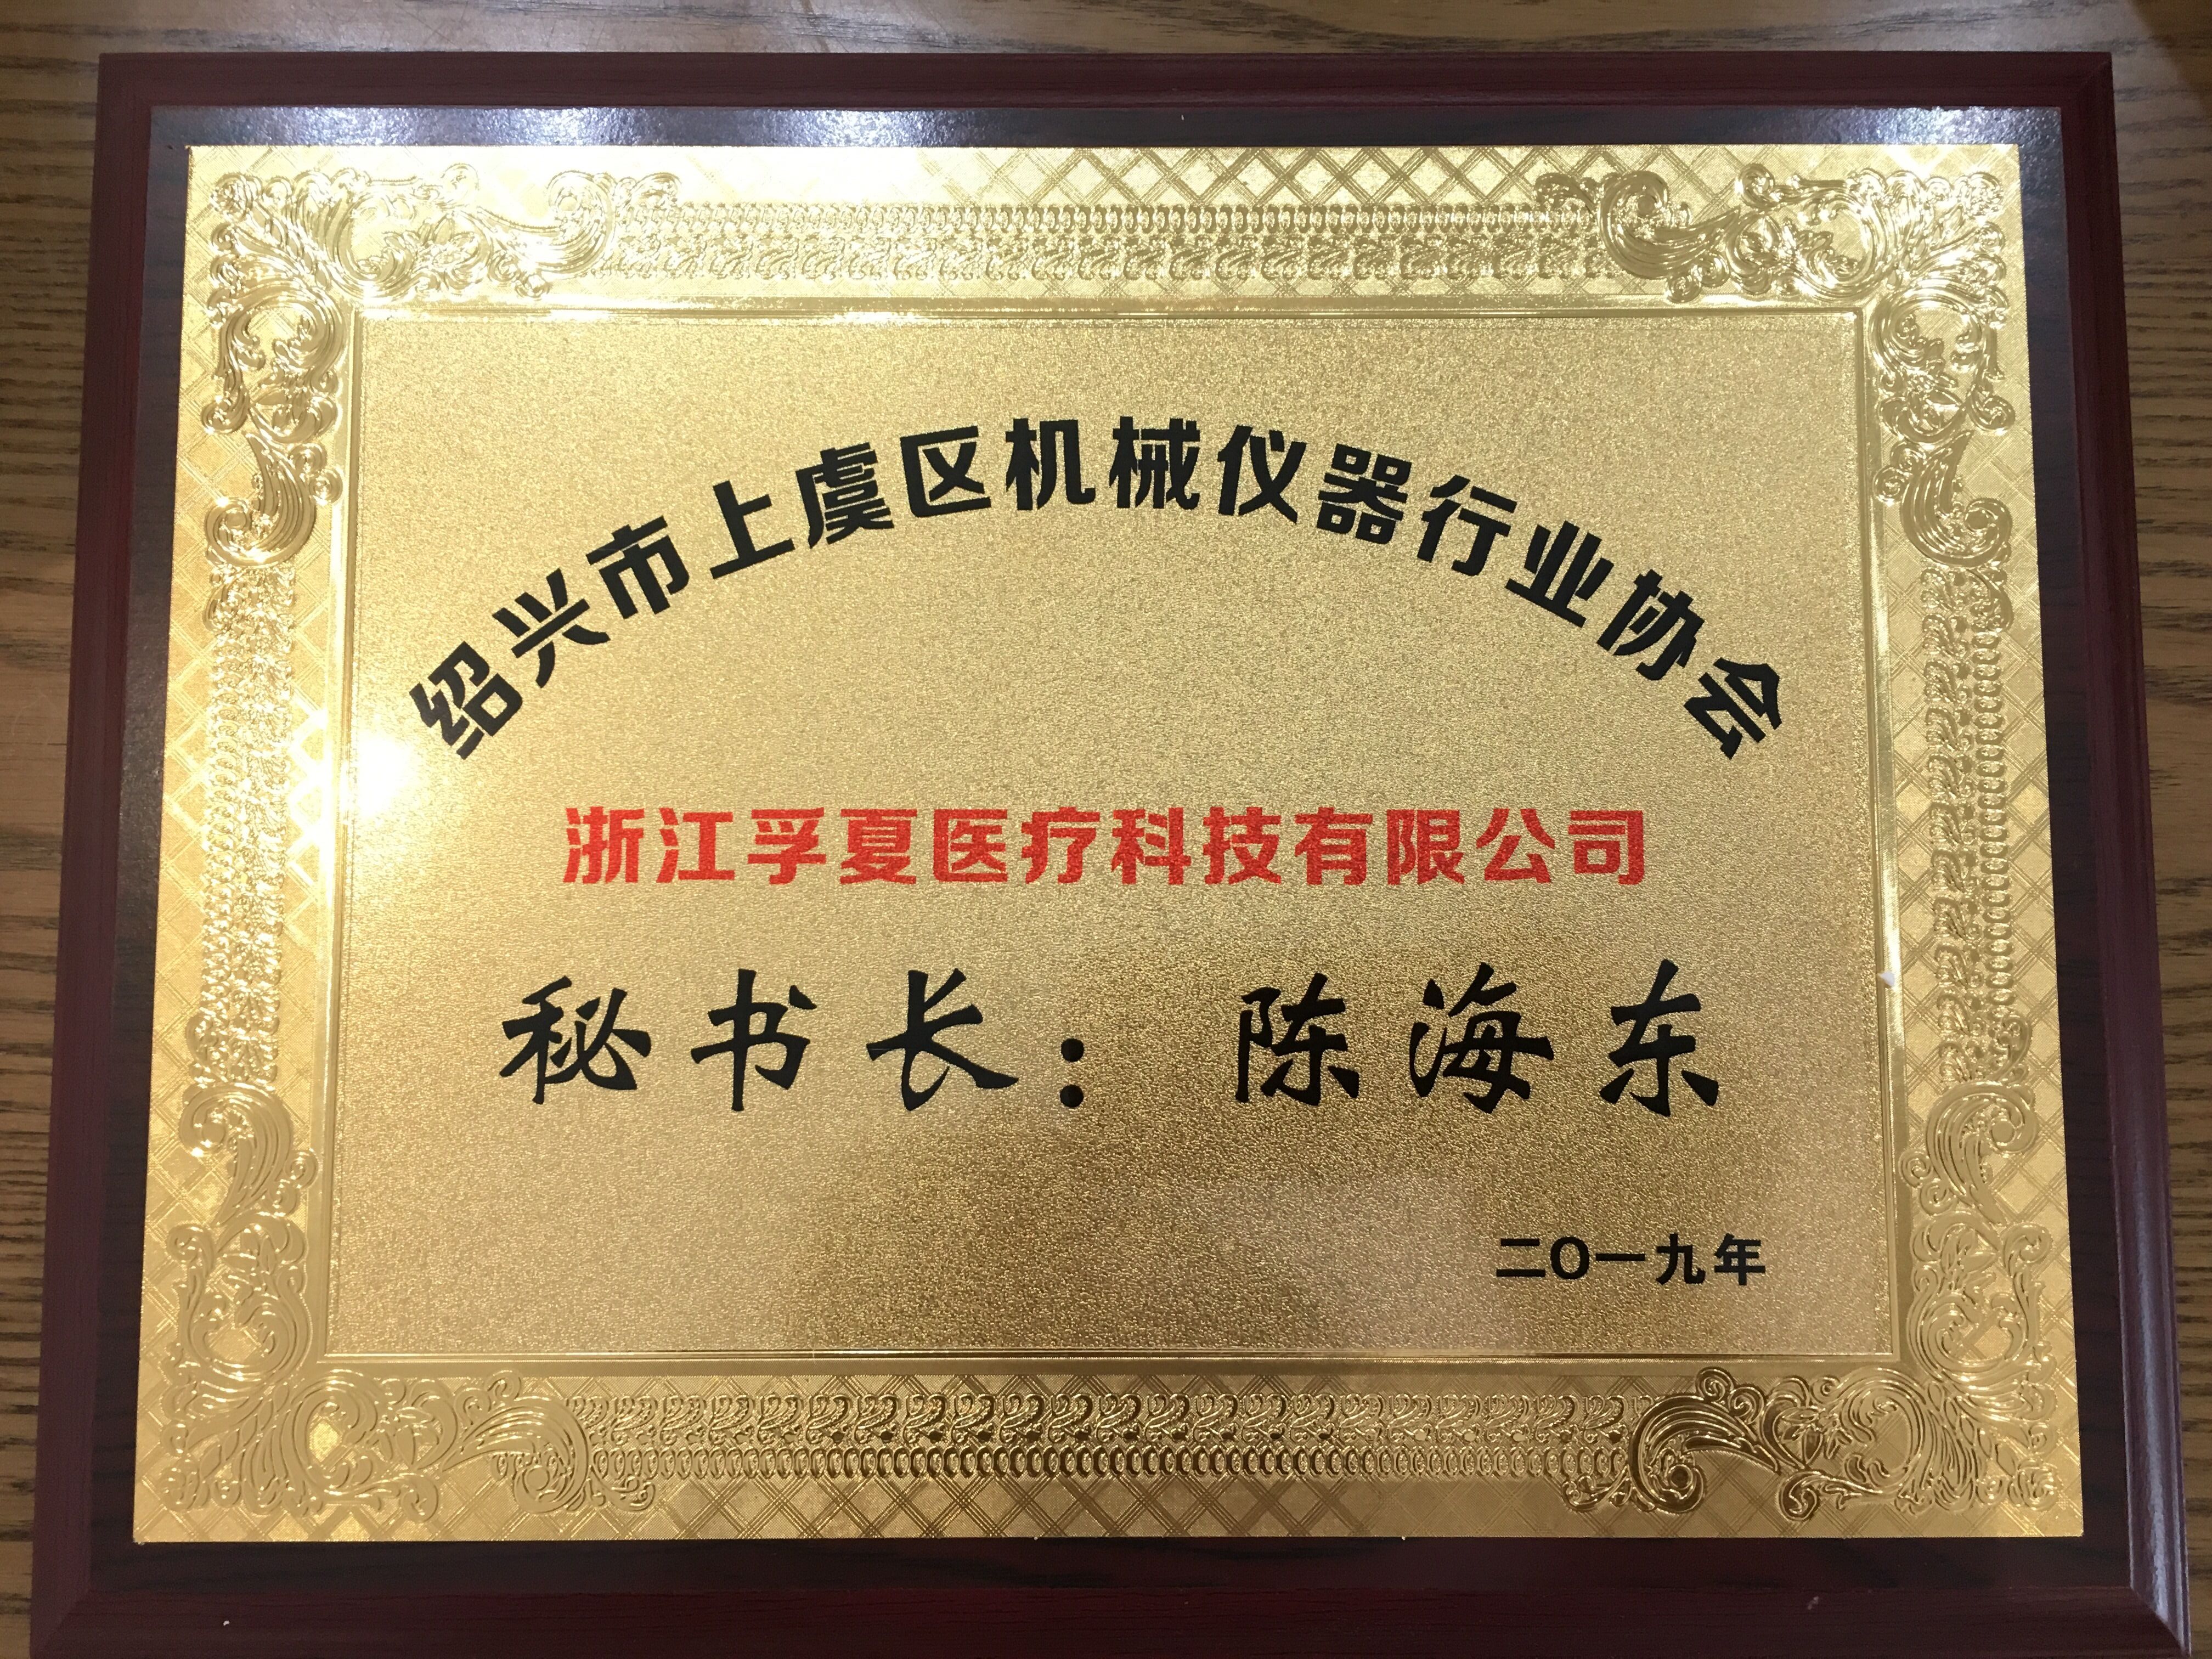 绍兴市上虞区机械仪器行业协会
浙江孚夏医疗科技有限公司
秘书长：陈海东
二〇一九年